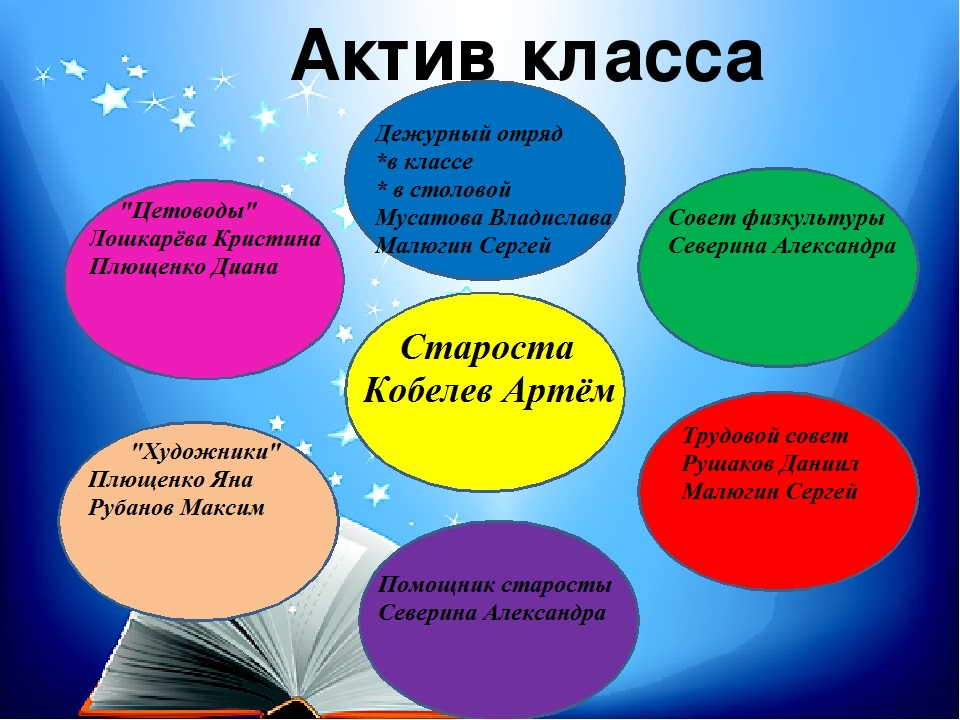 Актив класса
Дежурный отряд
*в классе
* в столовой
Мусатова Владислава
Малюгин Сергей
"Цетоводы"
Лошкарёва Кристина
Плющенко Диана
Совет физкультуры
Северина Александра
Староста
Кобелев Артём
"Художники"
Плющенко Яна
Рубанов Максим
Трудовой совет
Рушаков Даниил
Малюгин Сергей
Помощник старосты
Северина Александра